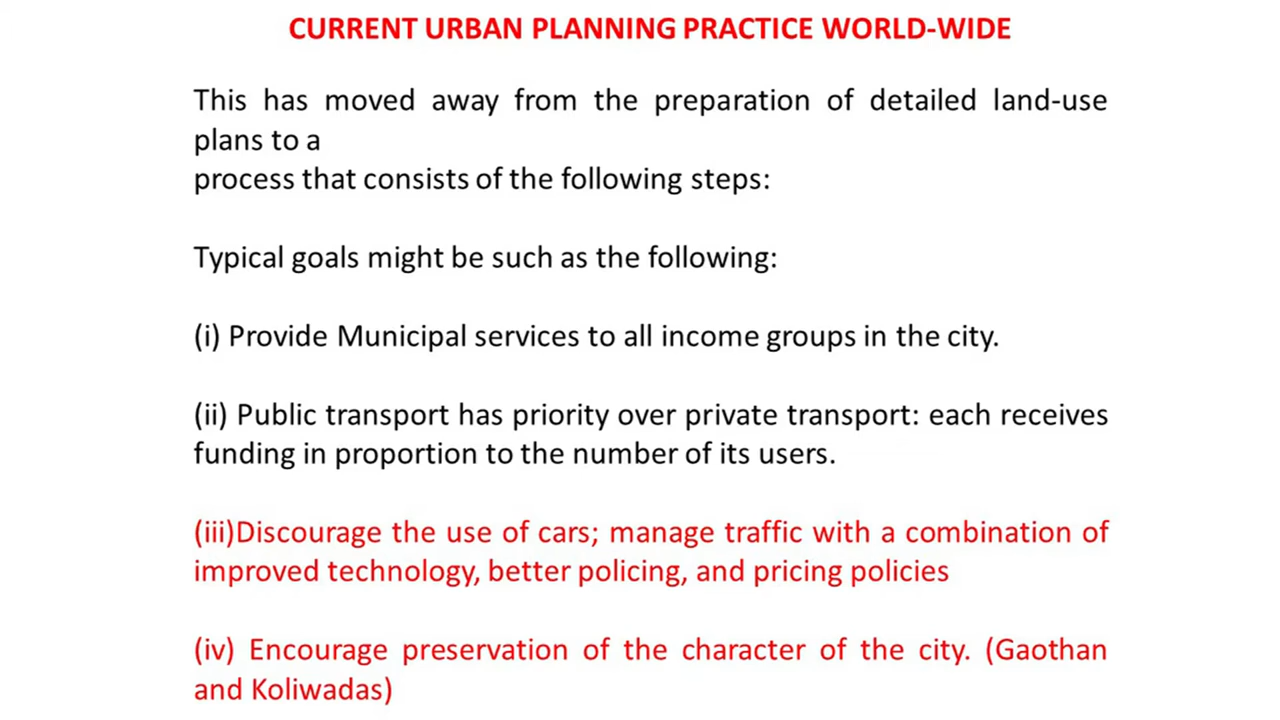 CURRENT URBAN PLANNING PRACTICE WORLD-WIDE
This has moved away from the preparation of detailed land-use
plans to a
process that consists of the following steps:
Typical goals might be such as the following:
(i) Provide Municipal services to all income groups in the city.
(ii) Public transport has priority over private transport: each receives
funding in proportion to the number of its users.
(iii)Discourage the use of cars; manage traffic with a combination of
improved technology, better policing, and pricing policies
(iv) Encourage preservation of the character of the city. (Gaothan
and Koliwadas)